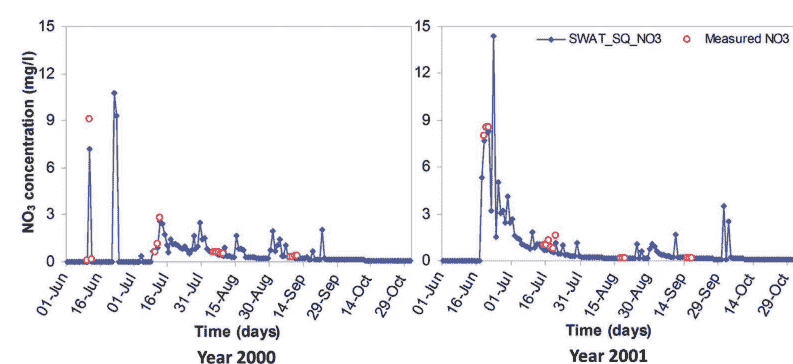 NO3 concentration (mg/l)
15
12
9
6
3
0
01-Jun
16-Jun
01-Jul
16-Jul
31-Jul
15-Aug
30-Aug
14-Sep
29-Sep
14-Oct
29-Oct
Time (days)
Year 2000
SWAT_SQ_NO3
Measured NO3
15
12
9
6
3
0
01-Jun
16-Jun
01-Jul
16-Jul
31-Jul
15-Aug
30-Aug
14-Sep
29-Sep
14-Oct
29-Oct
Time (days)
Year 2001